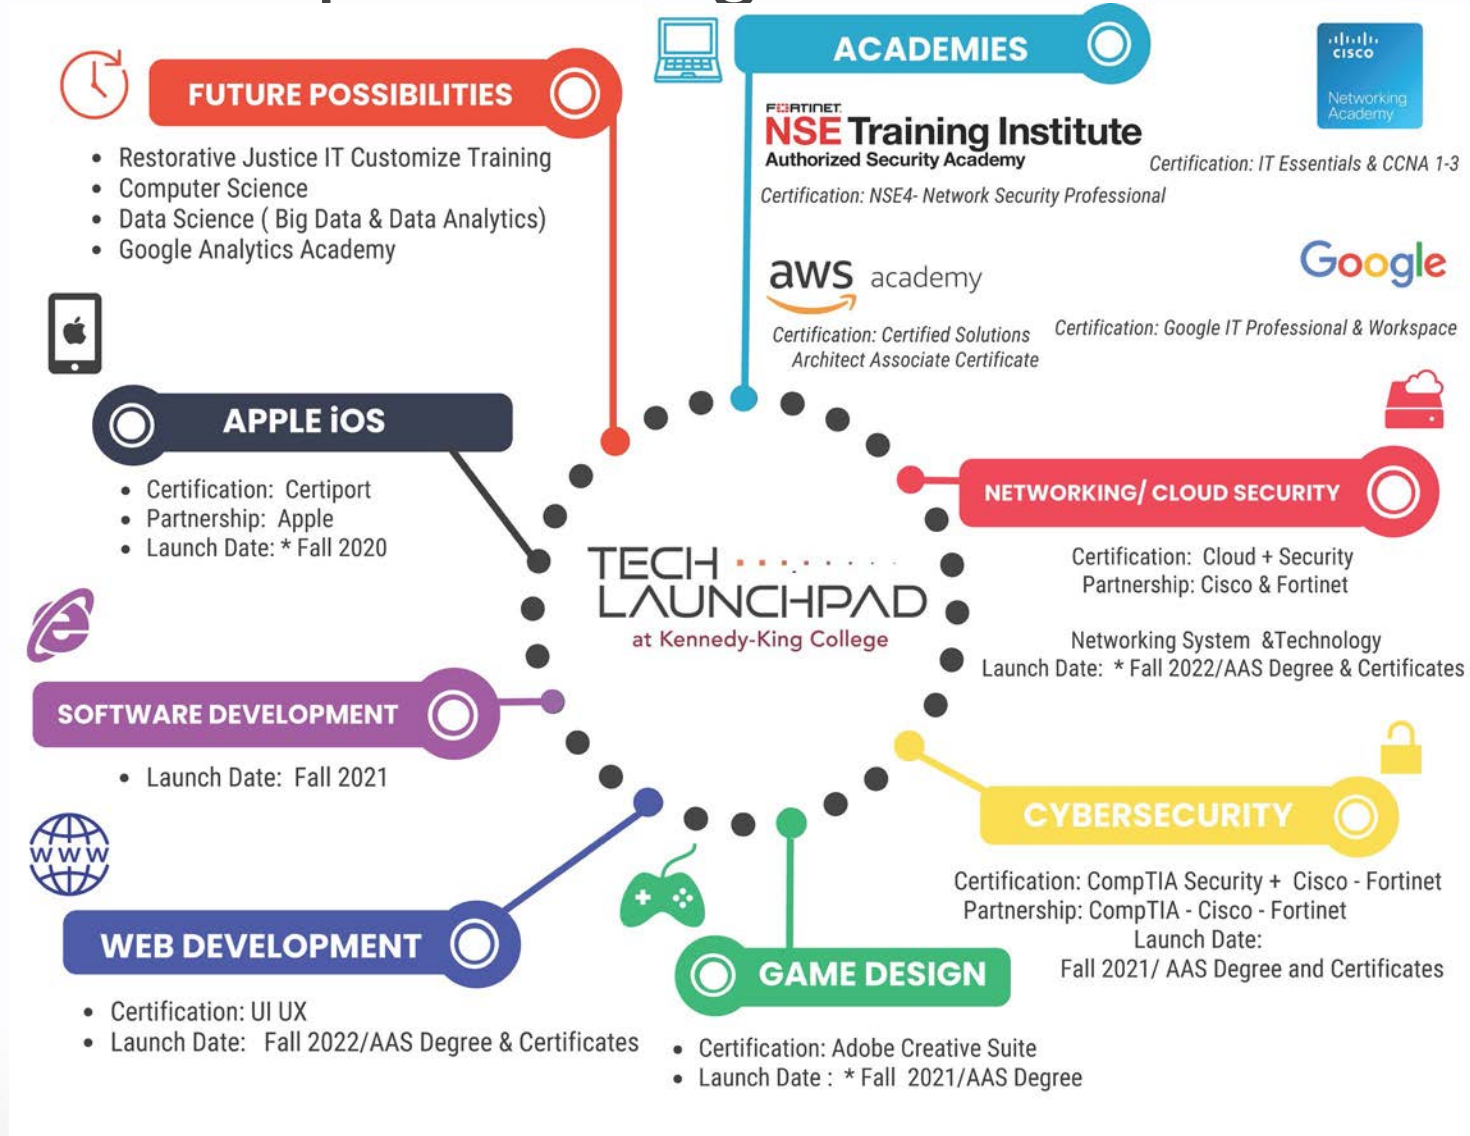 FUTURE POSSIBILITIES
• Restorative Justice IT Customize Training
• Computer Science
• Data Science ( Big Data & Data Analytics)
• Google Analytics Academy
ACADEMIES
FORTINET
NSE Training Institute
Authorized Security Academy
Certification: NSE4- Network Security Professional
CISCO
Networking
Academy
Certification: IT Essentials & CCNA 1-3
aws academy
Certification: Certified Solutions
Architect Associate Certificate
Google
Certification: Google IT Professional & Workspace
APPLE iOS
• Certification: Certiport
• Partnership: Apple
• Launch Date: * Fall 2020
NETWORKING/ CLOUD SECURITY
Certification: Cloud + Security
Partnership: Cisco & Fortinet
Networking System &Technology
Launch Date: * Fall 2022/AAS Degree & Certificates
TECH
LAUNCHPAD
at Kennedy-King College
SOFTWARE DEVELOPMENT
• Launch Date: Fall 2021
CYBERSECURITY
Certification: CompTIA Security + Cisco - Fortinet
Partnership: CompTIA - Cisco - Fortinet
Launch Date:
Fall 2021/ AAS Degree and Certificates
WWW
WEB DEVELOPMENT
• Certification: UI UX
• Launch Date: Fall 2022/AAS Degree & Certificates
GAME DESIGN
• Certification: Adobe Creative Suite
• Launch Date : * Fall 2021/AAS Degree